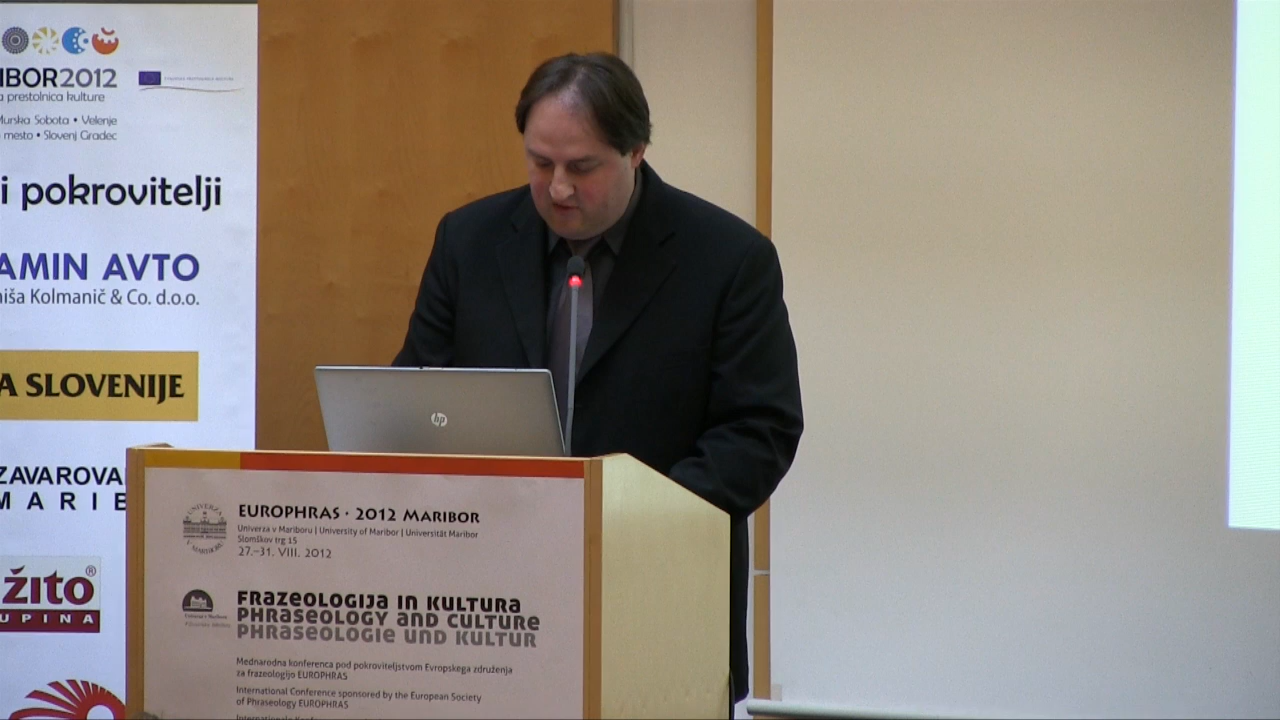 IBOR2012
a prestolnica kulture
Murska Sobota • Velenje
mesto • Slovenj Gradec
i pokrovitelji
AMIN AVTO
niša Kolmanič & Co. d.o.o.
A SLOVENIJE
ZAVAROVA
MARIB
žito®
UPINA
hp
EUROPHRAS · 2012 MARIBOR
Univerza v Mariboru | University of Maribor | Universität Maribor
Slomškov trg 15
27.–31. VIII. 2012
FRAZEOLOGIJA IN KULTURA
PHRASEOLOGY AND CULTURE
PHRASEOLOGIE UND KULTUR
Mednarodna konferenca pod pokroviteljstvom Evropskega združenja
za frazeologijo EUROPHRAS
International Conference sponsored by the European Society
of Phraseology EUROPHRAS